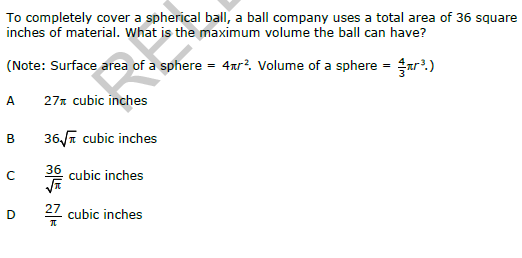 To completely cover a spherical ball, a ball company uses a total area of 36 square
inches of material. What is the maximum volume the ball can have?
(Note: Surface area of a sphere = 4πr². Volume of a sphere = 4/3πr³.)
A 27π cubic inches
B 36√π cubic inches
C 36/√π cubic inches
D 27/π cubic inches